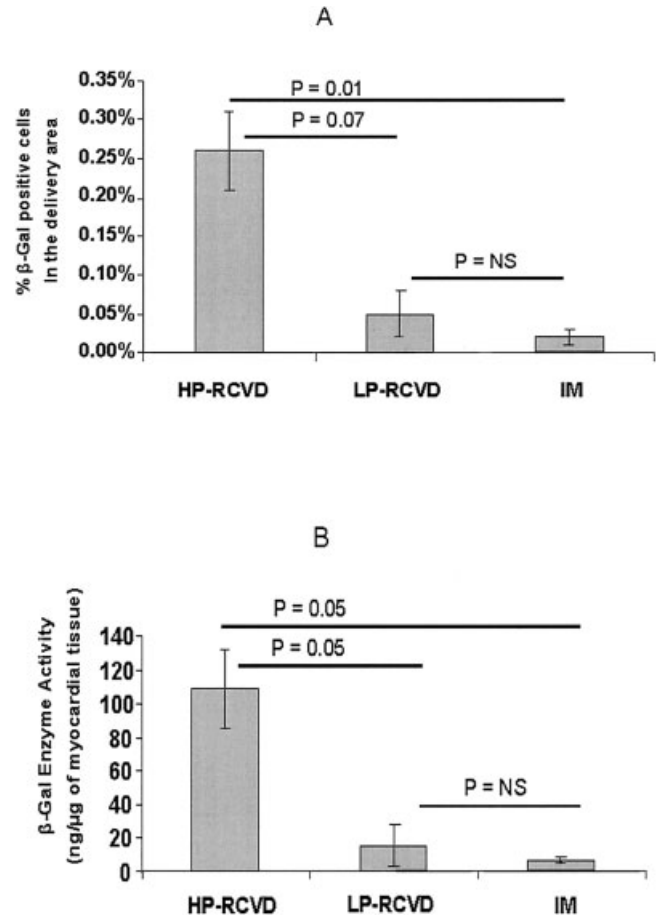 A
% β-Gal positive cells
In the delivery area
0.35%
0.30%
0.25%
0.20%
0.15%
0.10%
0.05%
0.00%
P = 0.01
P = 0.07
P = NS
HP-RCVD LP-RCVD IM
B
β-Gal Enzyme Activity
(ng/μg of myocardial tissue)
140
120
100
80
60
40
20
0
P = 0.05
P = 0.05
P = NS
HP-RCVD LP-RCVD IM